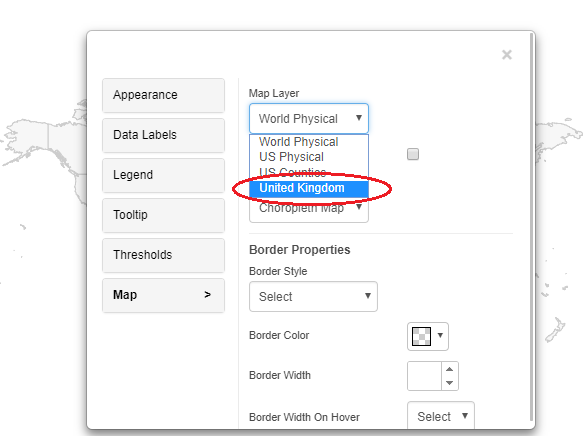 ×
Appearance
Data Labels
Legend
Tooltip
Thresholds
Map >
Map Layer
World Physical
World Physical
US Physical
US Counties
United Kingdom
Choropleth Map
Border Properties
Border Style
Select
Border Color
Border Width
Border Width On Hover
Select